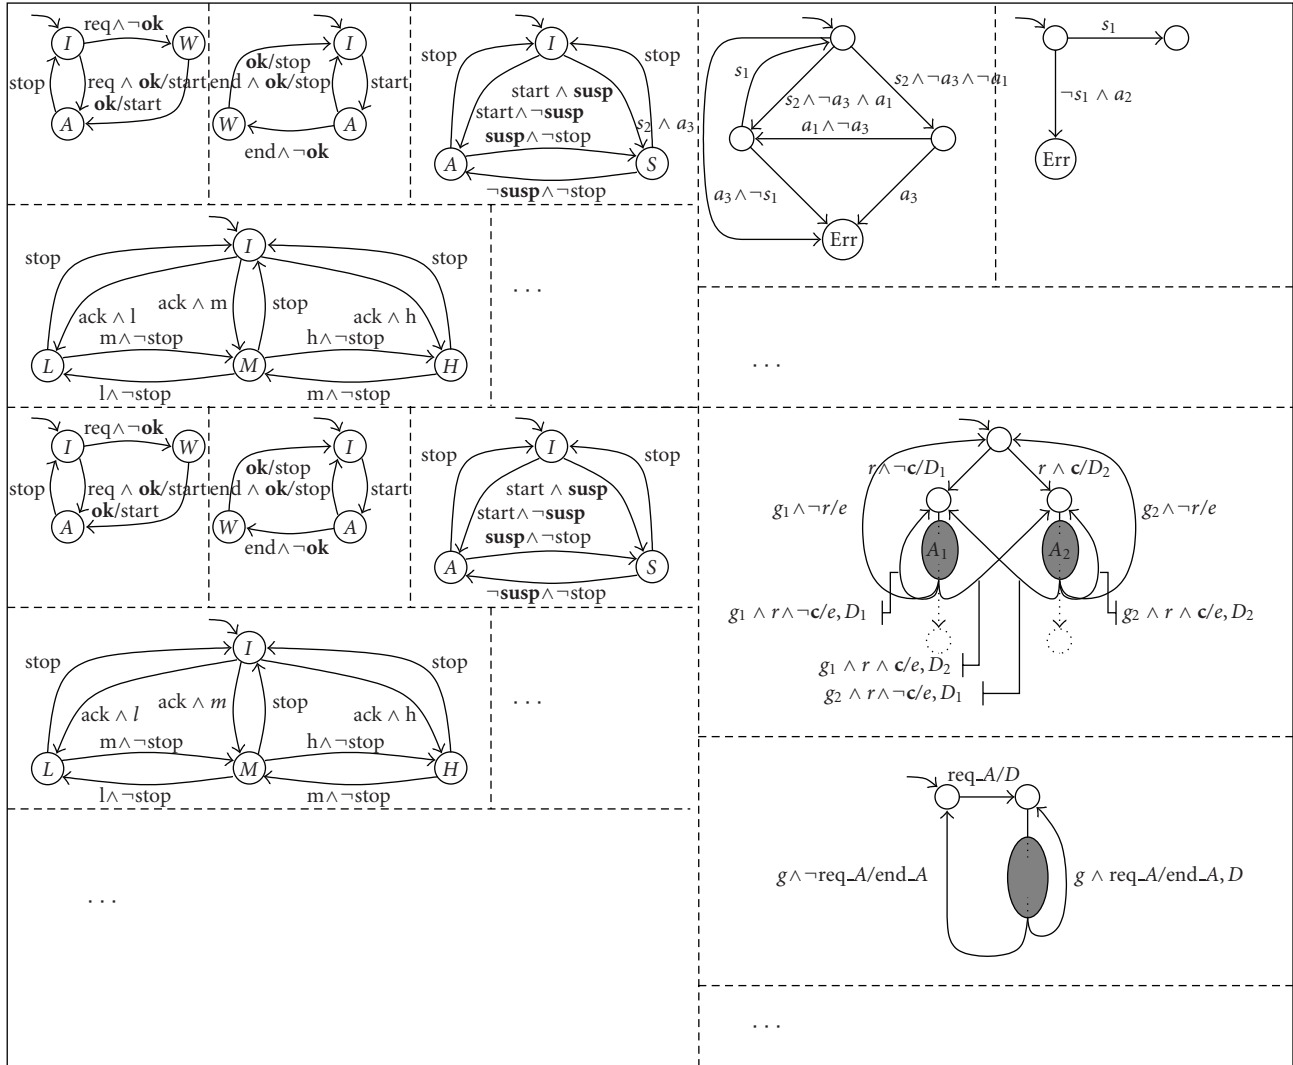 I
req∧¬ok
W
stop
req ∧ ok/start
ok/start
A
I
ok/stop
end ∧ ok/stop
start
W
A
end∧¬ok
I
stop
stop
start ∧ susp
start∧¬susp
susp∧¬stop
A
S
¬susp∧¬stop
s₂ ∧ a₃
s₁
s₂ ∧¬a₃ ∧¬a₁
s₂ ∧¬a₃ ∧ a₁
a₁ ∧¬a₃
a₃ ∧¬s₁
a₃
Err
s₁
¬s₁ ∧ a₂
Err
I
stop
stop
ack ∧ l
ack ∧ m
stop
ack ∧ h
m∧¬stop
h∧¬stop
L
M
H
l∧¬stop
m∧¬stop
. . .
. . .
I
req∧¬ok
W
stop
req ∧ ok/start
ok/start
A
I
ok/stop
end ∧ ok/stop
start
W
A
end∧¬ok
I
stop
stop
start ∧ susp
start∧¬susp
susp∧¬stop
A
S
¬susp∧¬stop
r∧¬c/D₁
r ∧ c/D₂
g₁ ∧¬r/e
g₂ ∧¬r/e
A₁
A₂
g₁ ∧ r∧¬c/e, D₁
g₂ ∧ r ∧ c/e, D₂
g₁ ∧ r ∧ c/e, D₂
g₂ ∧ r∧¬c/e, D₁
I
stop
stop
ack ∧ l
ack ∧ m
stop
ack ∧ h
m∧¬stop
h∧¬stop
L
M
H
l∧¬stop
m∧¬stop
. . .
req_A/D
g∧¬req_A/end_A
g ∧ req_A/end_A, D
. . .
. . .